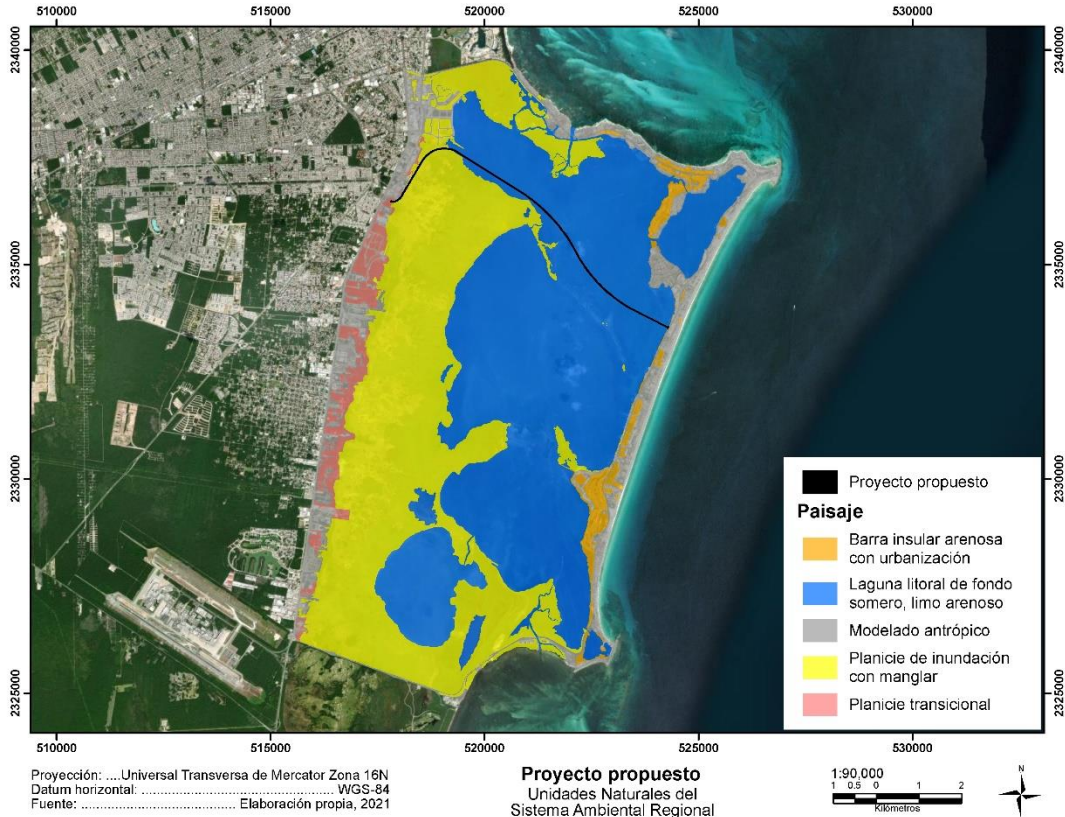 510000 515000 520000 525000 530000
2340000 2340000
2335000 2335000
2330000 2330000
2325000 2325000
Proyecto propuesto
Paisaje
Barra insular arenosa
con urbanización
Laguna litoral de fondo
somero, limo arenoso
Modelado antrópico
Planicie de inundación
con manglar
Planicie transicional
510000 515000 520000 525000 530000
Proyección: ....Universal Transversa de Mercator Zona 16N
Datum horizontal: ........................................................ WGS-84
Fuente: ............................................ Elaboración propia, 2021
Proyecto propuesto
Unidades Naturales del
Sistema Ambiental Regional
1:90,000
1 0.5 0 1 2
Kilómetros
N